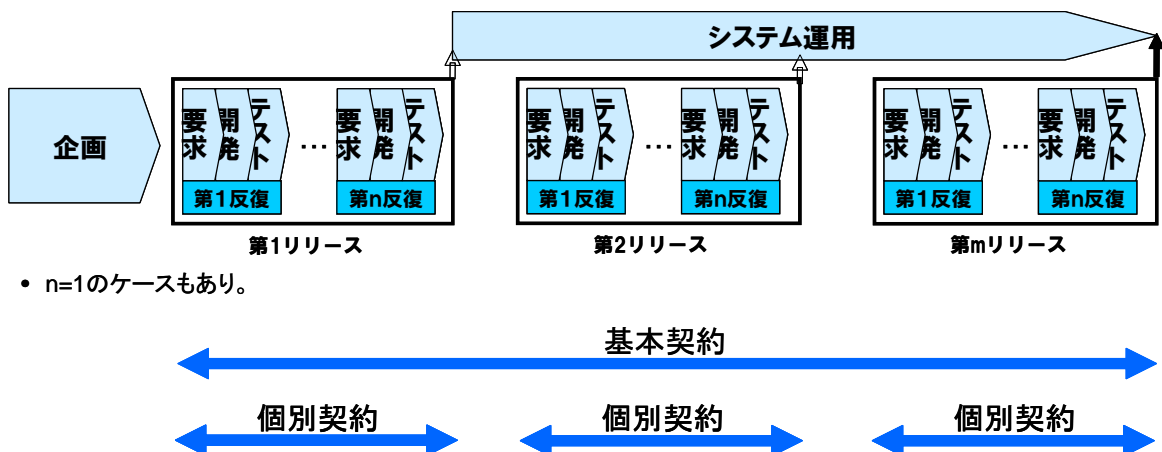 システム運用
企画
要求 開発 テスト … 要求 開発 テスト
第1反復 第n反復
第1リリース
要求 開発 テスト … 要求 開発 テスト
第1反復 第n反復
第2リリース
要求 開発 テスト … 要求 開発 テスト
第1反復 第n反復
第mリリース
• n=1のケースもあり。
基本契約
個別契約 個別契約 個別契約